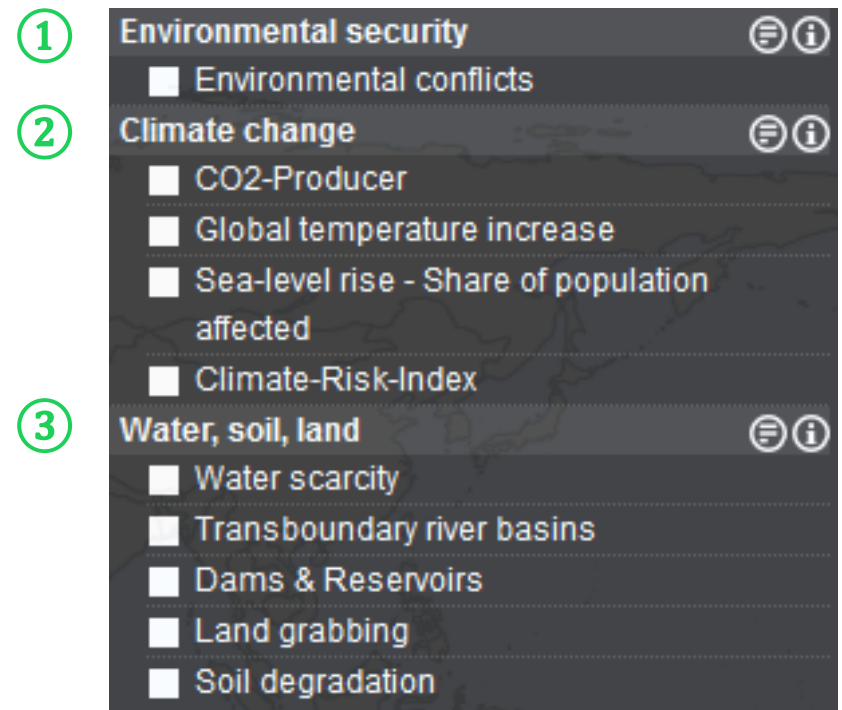 1 Environmental security
Environmental conflicts
2 Climate change
CO2-Producer
Global temperature increase
Sea-level rise - Share of population
affected
Climate-Risk-Index
3 Water, soil, land
Water scarcity
Transboundary river basins
Dams & Reservoirs
Land grabbing
Soil degradation